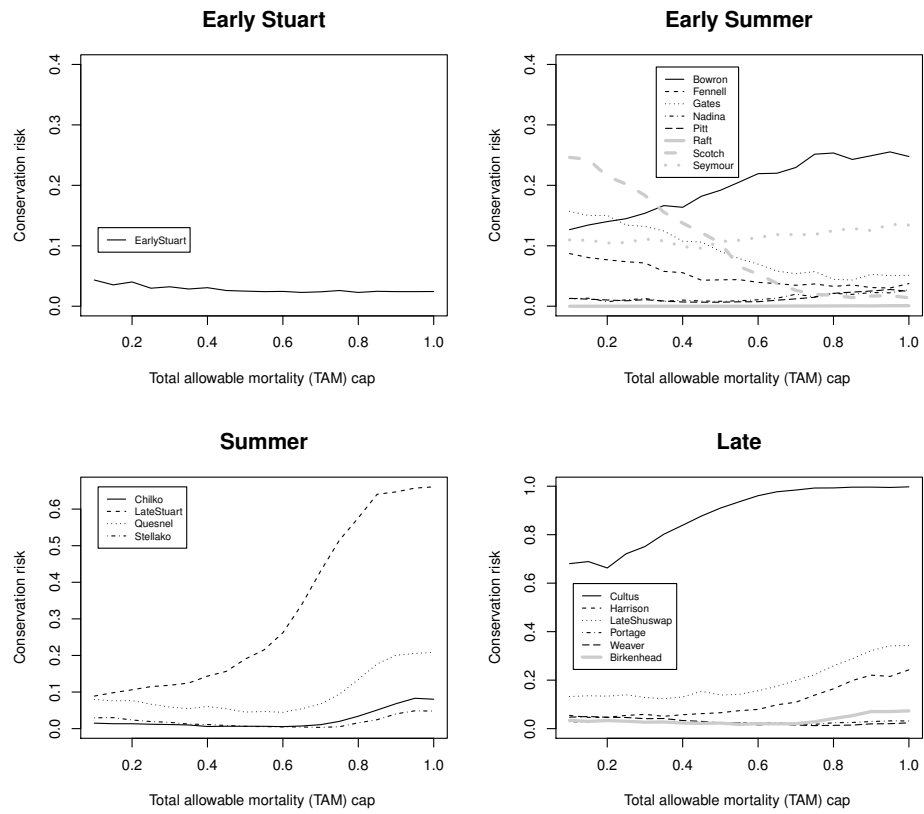 Early Stuart
Conservation risk
0.4
0.3
0.2
0.1
0.0
EarlyStuart
0.2 0.4 0.6 0.8 1.0
Total allowable mortality (TAM) cap
Early Summer
Conservation risk
0.4
0.3
0.2
0.1
0.0
Bowron
Fennell
Gates
Nadina
Pitt
Raft
Scotch
Seymour
0.2 0.4 0.6 0.8 1.0
Total allowable mortality (TAM) cap
Summer
Conservation risk
0.6
0.5
0.4
0.3
0.2
0.1
0.0
Chilko
LateStuart
Quesnel
Stellako
0.2 0.4 0.6 0.8 1.0
Total allowable mortality (TAM) cap
Late
Conservation risk
1.0
0.8
0.6
0.4
0.2
0.0
Cultus
Harrison
LateShuswap
Portage
Weaver
Birkenhead
0.2 0.4 0.6 0.8 1.0
Total allowable mortality (TAM) cap